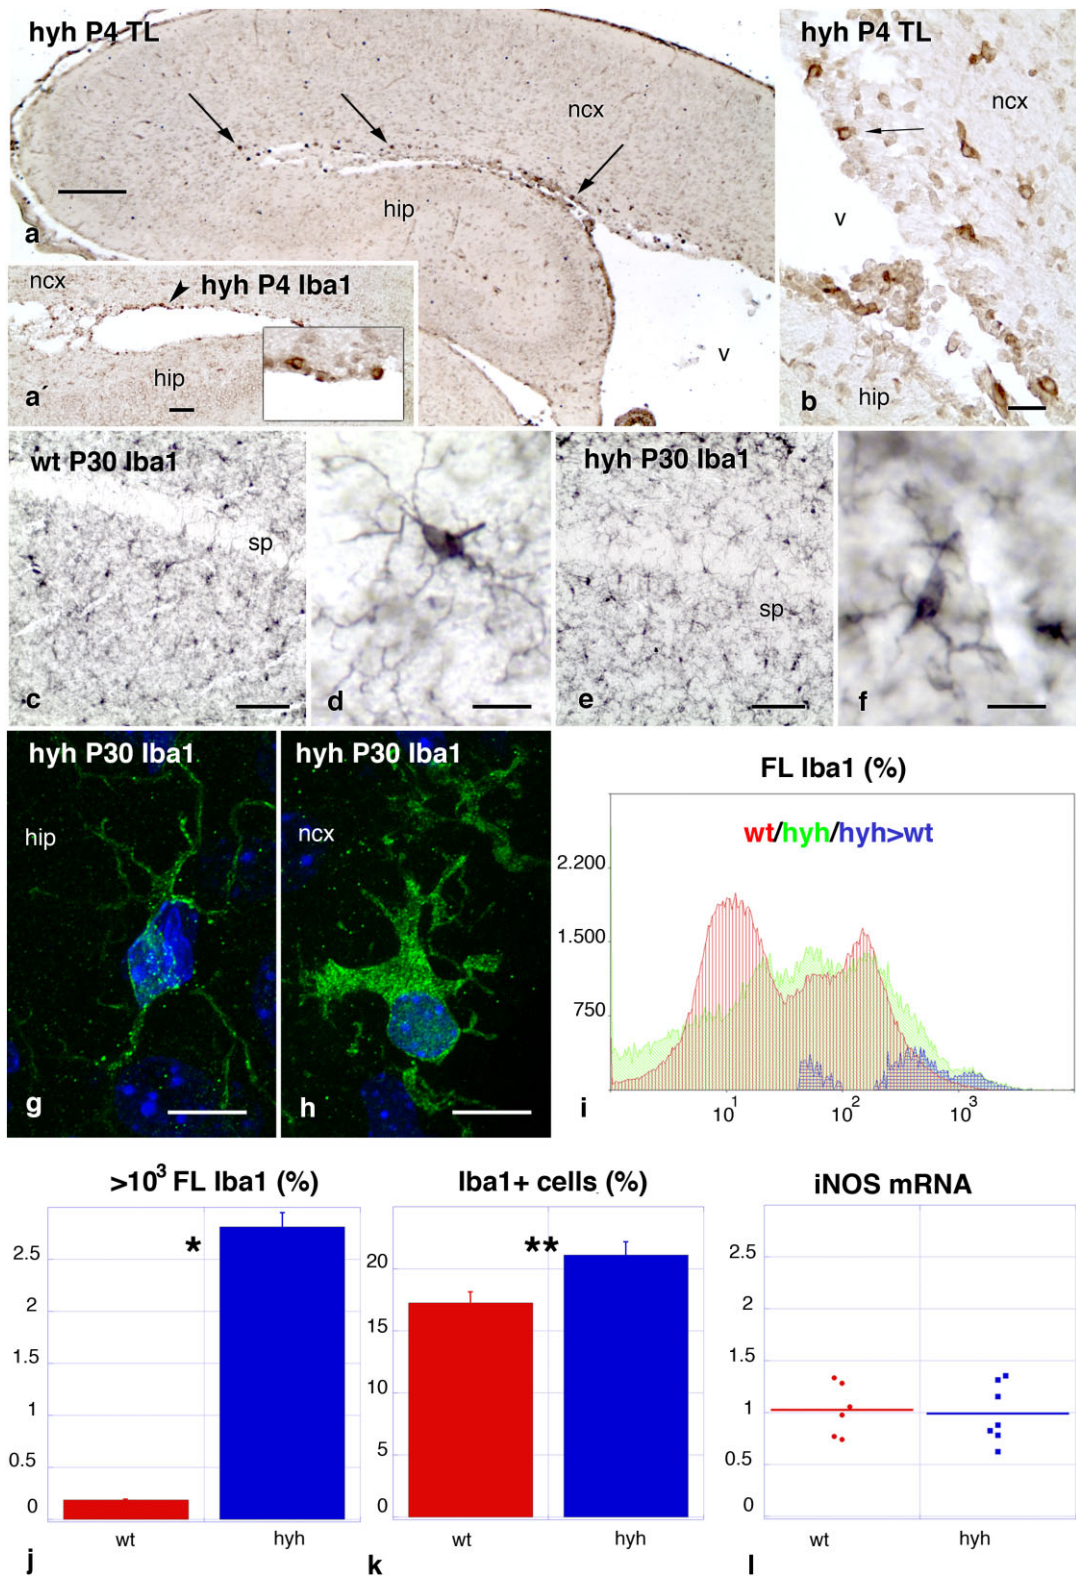 hyh P4 TL
ncx
hip
v
a
ncx
hyh P4 Iba1
hip
a´
hyh P4 TL
ncx
v
hip
b
wt P30 Iba1
sp
c
d
hyh P30 Iba1
sp
e
f
hyh P30 Iba1
hip
g
hyh P30 Iba1
ncx
h
FL Iba1 (%)
wt/hyh/hyh>wt
2.200
1.500
750
10¹ 10² 10³
i
>10³ FL Iba1 (%)
*
2.5
2
1.5
1
0.5
0
wt hyh
j
Iba1+ cells (%)
**
20
15
10
5
0
wt hyh
k
iNOS mRNA
2.5
2
1.5
1
0.5
0
wt hyh
l